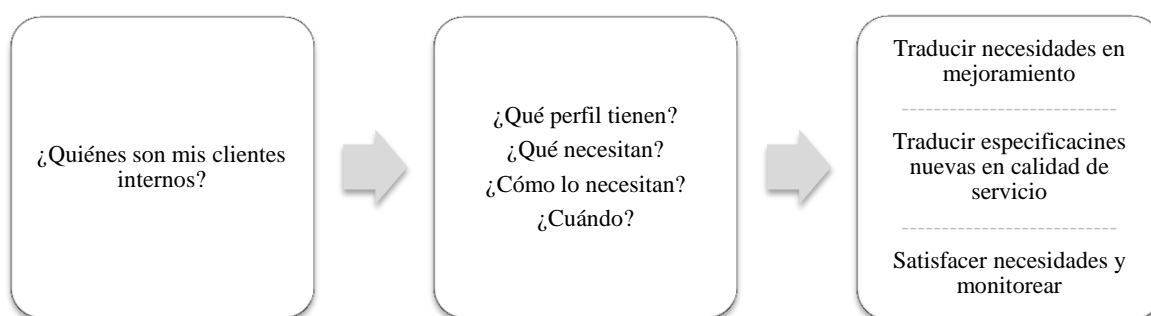 ¿Quiénes son mis clientes
internos?
¿Qué perfil tienen?
¿Qué necesitan?
¿Cómo lo necesitan?
¿Cuándo?
Traducir necesidades en
mejoramiento
Traducir especificacines
nuevas en calidad de
servicio
Satisfacer necesidades y
monitorear